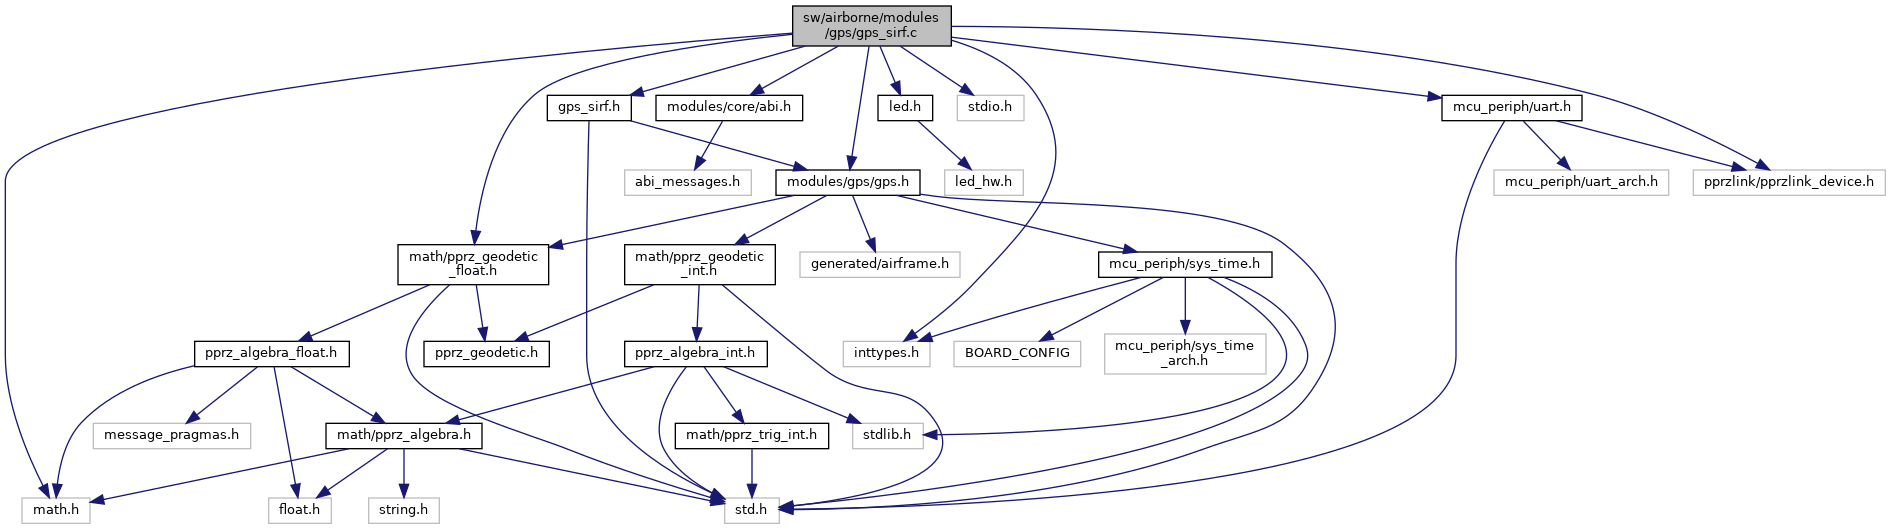 sw/airborne/modules
/gps/gps_sirf.c
gps_sirf.h
modules/core/abi.h
led.h
stdio.h
mcu_periph/uart.h
abi_messages.h
modules/gps/gps.h
led_hw.h
mcu_periph/uart_arch.h
pprzlink/pprzlink_device.h
math/pprz_geodetic
_float.h
math/pprz_geodetic
_int.h
generated/airframe.h
mcu_periph/sys_time.h
pprz_algebra_float.h
pprz_geodetic.h
pprz_algebra_int.h
inttypes.h
BOARD_CONFIG
mcu_periph/sys_time
_arch.h
message_pragmas.h
math/pprz_algebra.h
math/pprz_trig_int.h
stdlib.h
math.h
float.h
string.h
std.h